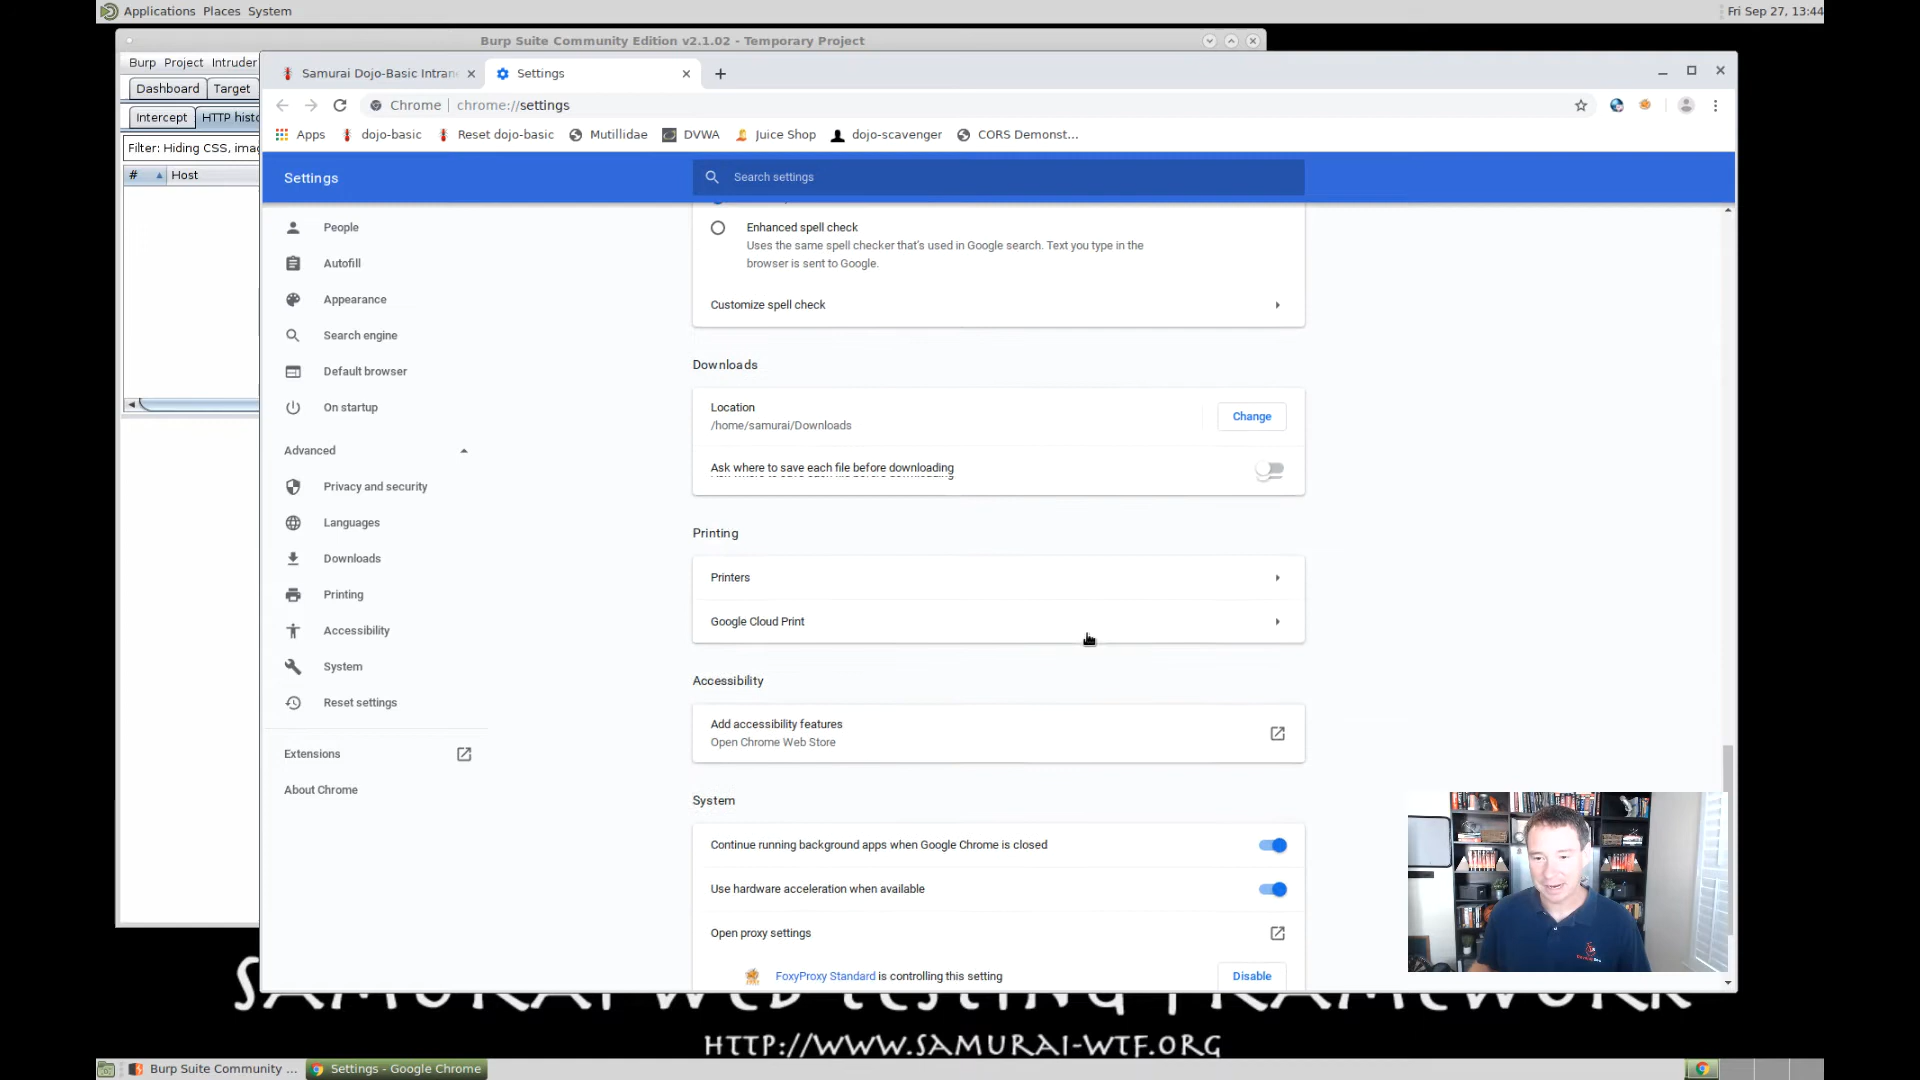 Applications Places System
Fri Sep 27, 13:44
Burp Suite Community Edition v2.1.02 - Temporary Project
Burp Project Intruder
Dashboard Target
Intercept HTTP histo
Filter: Hiding CSS, imag
# Host
Samurai Dojo-Basic Intran
Settings
Chrome chrome://settings
Apps dojo-basic Reset dojo-basic Mutillidae DVWA Juice Shop dojo-scavenger CORS Demonst...
Settings
Search settings
People
Autofill
Appearance
Search engine
Default browser
On startup
Advanced
Privacy and security
Languages
Downloads
Printing
Accessibility
System
Reset settings
Extensions
About Chrome
Enhanced spell check
Uses the same spell checker that's used in Google search. Text you type in the
browser is sent to Google.
Customize spell check
Downloads
Location
/home/samurai/Downloads
Change
Ask where to save each file before downloading
Printing
Printers
Google Cloud Print
Accessibility
Add accessibility features
Open Chrome Web Store
System
Continue running background apps when Google Chrome is closed
Use hardware acceleration when available
Open proxy settings
FoxyProxy Standard is controlling this setting
Disable
SAMURAI WEB TESTING FRAMEWORK
HTTP://WWW.SAMURAI-WTF.ORG
Burp Suite Community ...
Settings - Google Chrome